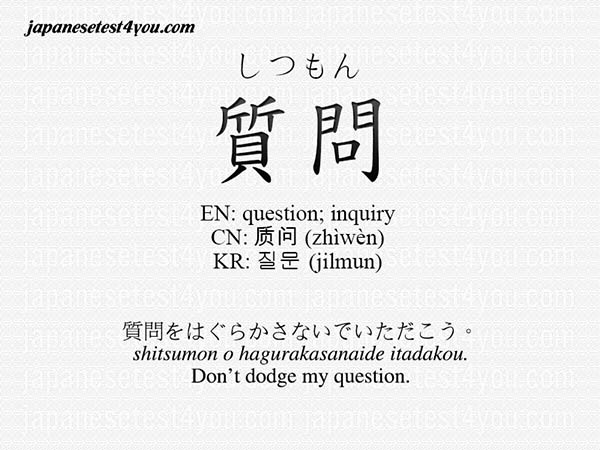 japanesetest4you.com
しつもん
質問
EN: question; inquiry
CN: 质问 (zhìwèn)
KR: 질문 (jilmun)
質問をはぐらかさないでいただこう。
shitsumon o hagurakasanaide itadakou.
Don't dodge my question.